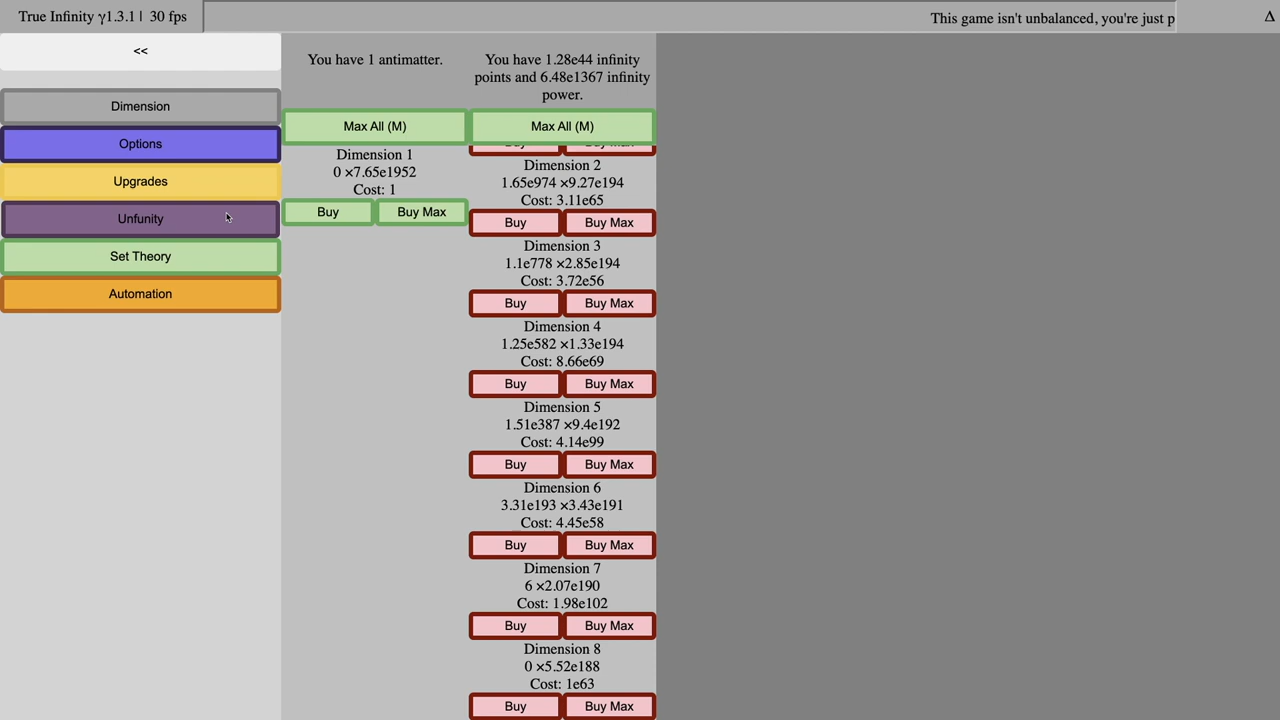 True Infinity γ1.3.1 | 30 fps
This game isn't unbalanced, you're just p
Δ
<<
Dimension
Options
Upgrades
Unfunity
Set Theory
Automation
You have 1 antimatter.
Max All (M)
Dimension 1
0 ×7.65e1952
Cost: 1
Buy Buy Max
You have 1.28e44 infinity
points and 6.48e1367 infinity
power.
Max All (M)
Buy Buy Max
Dimension 2
1.65e974 ×9.27e194
Cost: 3.11e65
Buy Buy Max
Dimension 3
1.1e778 ×2.85e194
Cost: 3.72e56
Buy Buy Max
Dimension 4
1.25e582 ×1.33e194
Cost: 8.66e69
Buy Buy Max
Dimension 5
1.51e387 ×9.4e192
Cost: 4.14e99
Buy Buy Max
Dimension 6
3.31e193 ×3.43e191
Cost: 4.45e58
Buy Buy Max
Dimension 7
6 ×2.07e190
Cost: 1.98e102
Buy Buy Max
Dimension 8
0 ×5.52e188
Cost: 1e63
Buy Buy Max